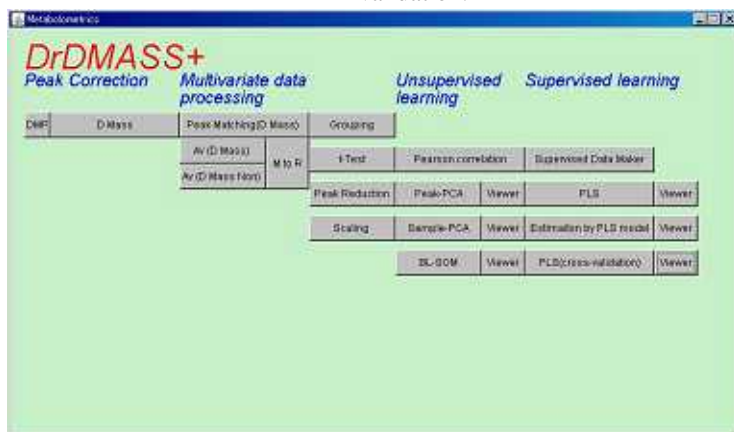 Metabolometrics
DrDMASS+
Peak Correction
Multivariate data processing
Unsupervised learning
Supervised learning
DMF
D Mass
Peak Matching(D Mass)
Grouping
Av (D Mass)
M to R
t-Test
Pearson correlation
Supervised Data Maker
Av (D Mass Non)
Peak Reduction
Peak-PCA
Viewer
PLS
Viewer
Scaling
Sample-PCA
Viewer
Estimation by PLS model
Viewer
BL-SOM
Viewer
PLS(cross-validation)
Viewer